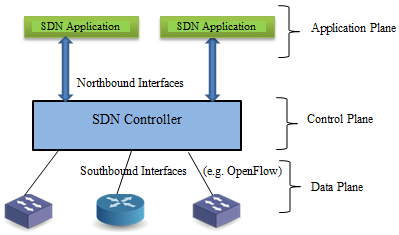 SDN Application
SDN Application
Application Plane
Northbound Interfaces
SDN Controller
Control Plane
Southbound Interfaces (e.g. OpenFlow)
Data Plane